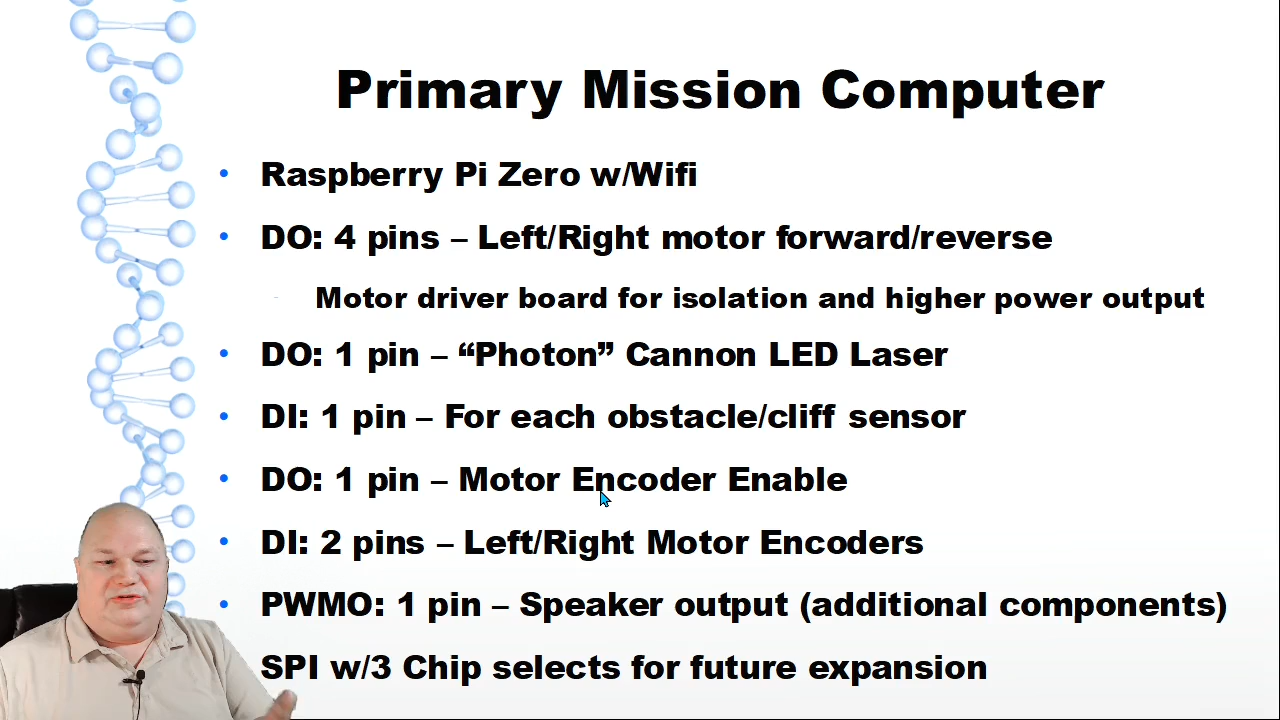 Primary Mission Computer
• Raspberry Pi Zero w/Wifi
• DO: 4 pins – Left/Right motor forward/reverse
- Motor driver board for isolation and higher power output
• DO: 1 pin – “Photon” Cannon LED Laser
• DI: 1 pin – For each obstacle/cliff sensor
• DO: 1 pin – Motor Encoder Enable
• DI: 2 pins – Left/Right Motor Encoders
• PWMO: 1 pin – Speaker output (additional components)
SPI w/3 Chip selects for future expansion